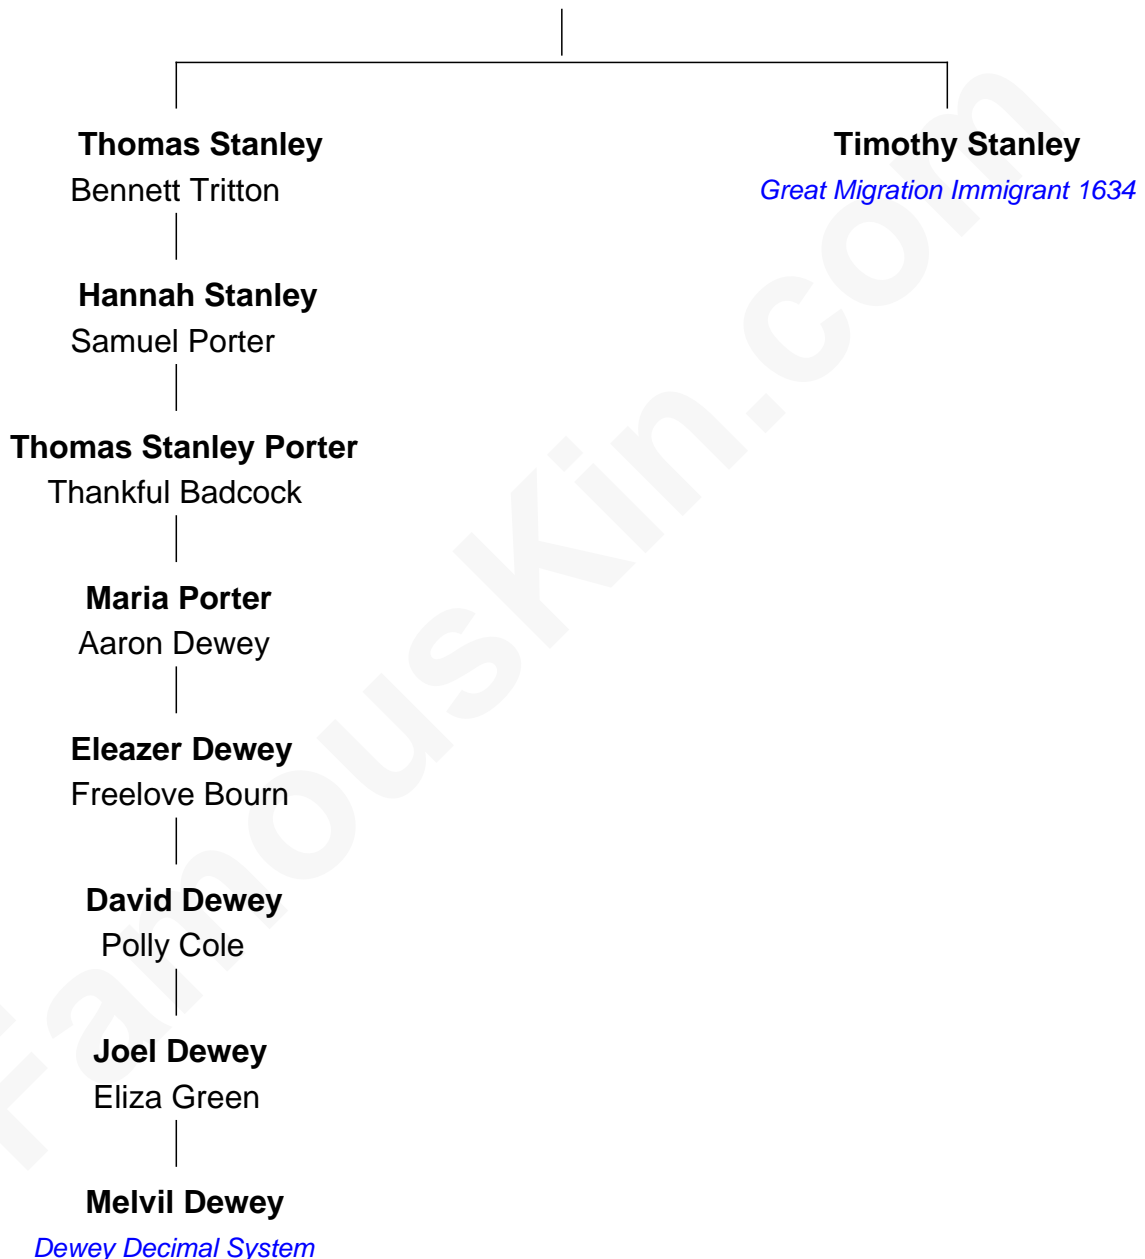 Thomas Stanley
Bennett Tritton
Timothy Stanley
Great Migration Immigrant 1634
Hannah Stanley
Samuel Porter
Thomas Stanley Porter
Thankful Badcock
Maria Porter
Aaron Dewey
Eleazer Dewey
Freelove Bourn
David Dewey
Polly Cole
Joel Dewey
Eliza Green
Melvil Dewey
Dewey Decimal System
FamousKin.com